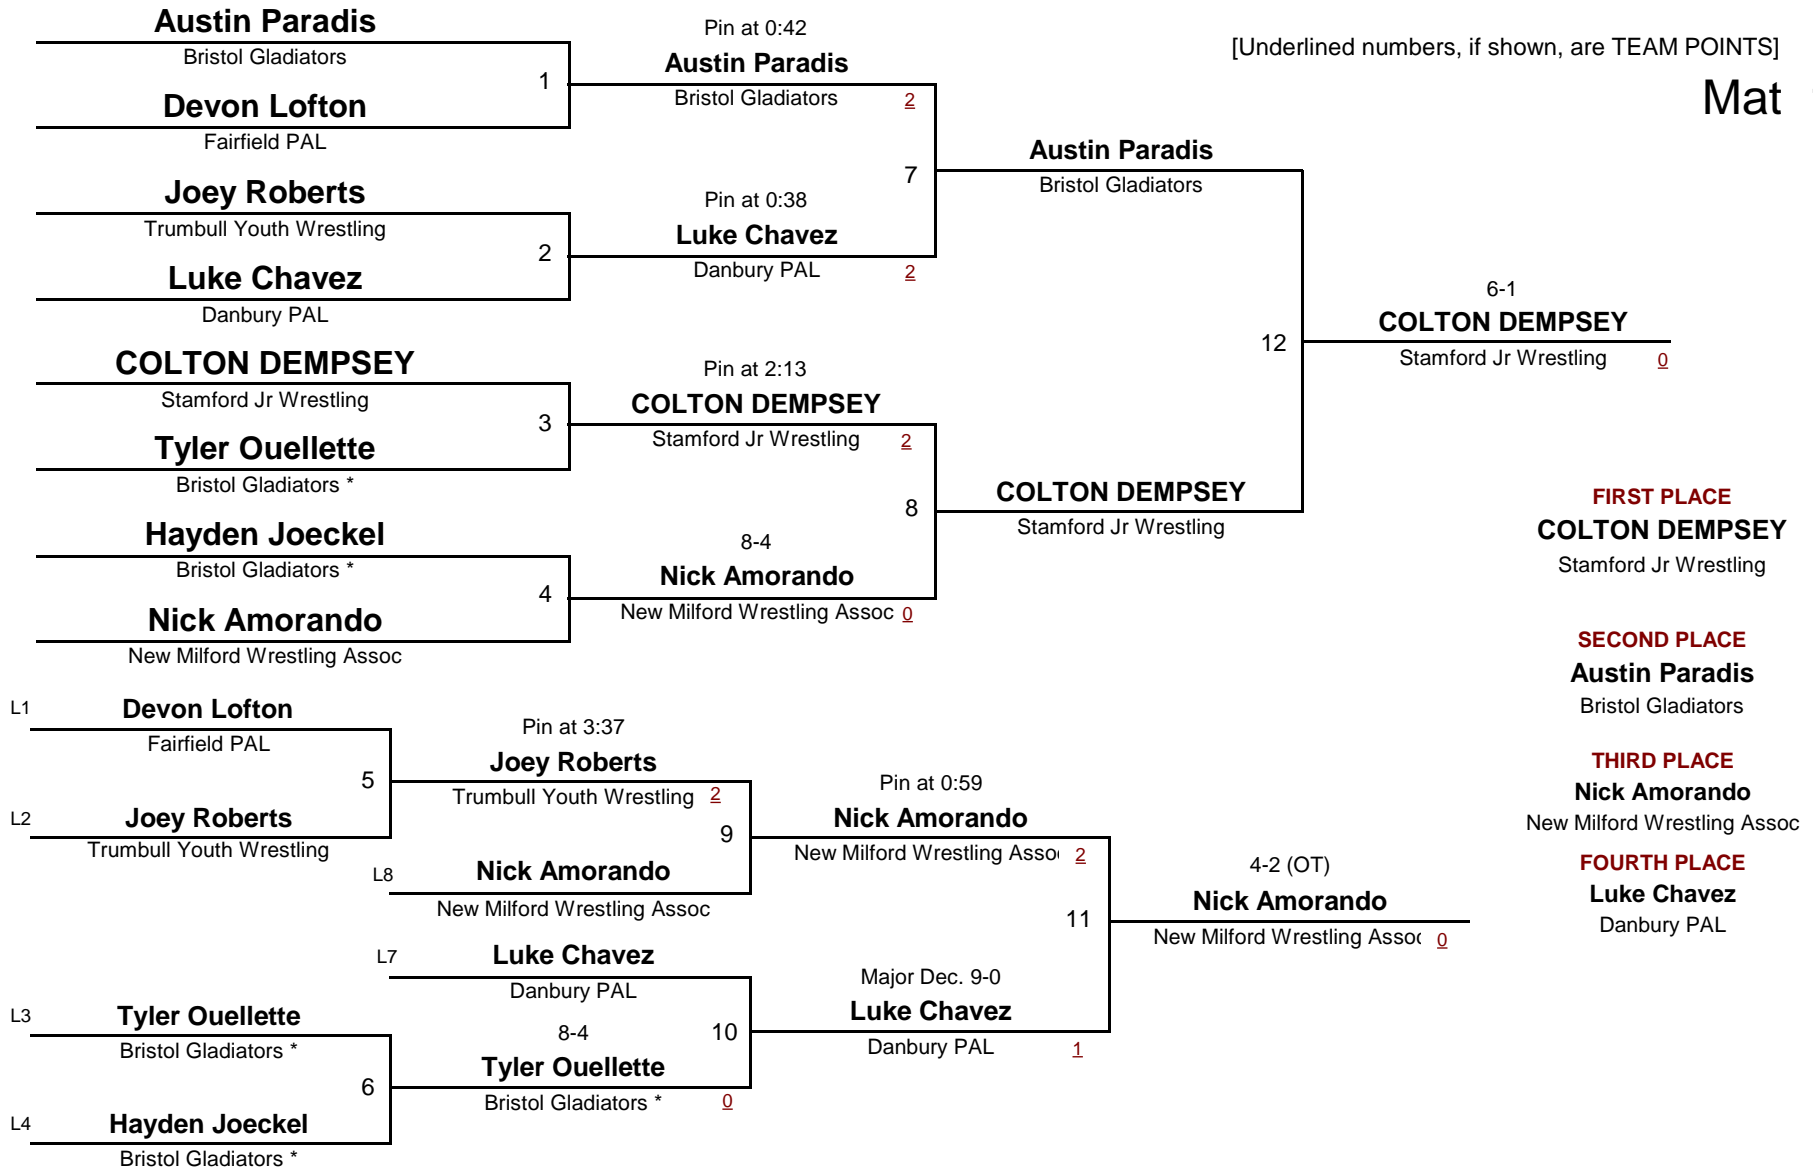 Austin Paradis
Bristol Gladiators
1
Devon Lofton
Fairfield PAL
Joey Roberts
Trumbull Youth Wrestling
2
Luke Chavez
Danbury PAL
COLTON DEMPSEY
Stamford Jr Wrestling
3
Tyler Ouellette
Bristol Gladiators *
Hayden Joeckel
Bristol Gladiators *
4
Nick Amorando
New Milford Wrestling Assoc
Pin at 0:42
Austin Paradis
Bristol Gladiators 2
7
Pin at 0:38
Luke Chavez
Danbury PAL 2
Pin at 2:13
COLTON DEMPSEY
Stamford Jr Wrestling 2
8
8-4
Nick Amorando
New Milford Wrestling Assoc 0
[Underlined numbers, if shown, are TEAM POINTS]
Mat
Austin Paradis
Bristol Gladiators
12
COLTON DEMPSEY
Stamford Jr Wrestling
6-1
COLTON DEMPSEY
Stamford Jr Wrestling 0
FIRST PLACE
COLTON DEMPSEY
Stamford Jr Wrestling
SECOND PLACE
Austin Paradis
Bristol Gladiators
THIRD PLACE
Nick Amorando
New Milford Wrestling Assoc
FOURTH PLACE
Luke Chavez
Danbury PAL
L1 Devon Lofton
Fairfield PAL
5
L2 Joey Roberts
Trumbull Youth Wrestling
Pin at 3:37
Joey Roberts
Trumbull Youth Wrestling 2
9
L8 Nick Amorando
New Milford Wrestling Assoc
L7 Luke Chavez
Danbury PAL
10
L3 Tyler Ouellette
Bristol Gladiators *
6
L4 Hayden Joeckel
Bristol Gladiators *
8-4
Tyler Ouellette
Bristol Gladiators * 0
Pin at 0:59
Nick Amorando
New Milford Wrestling Asso 2
11
Major Dec. 9-0
Luke Chavez
Danbury PAL 1
4-2 (OT)
Nick Amorando
New Milford Wrestling Assoc 0